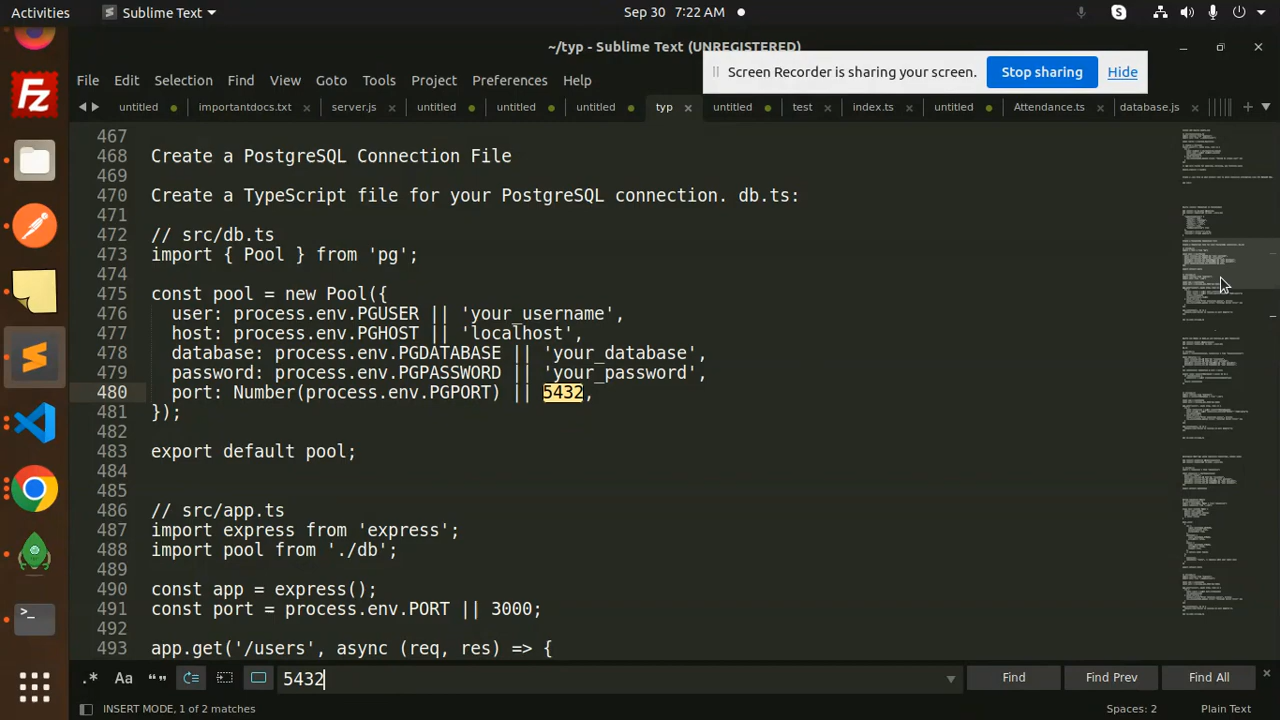 Activities
Sublime Text
Sep 30 7:22 AM
~/typ - Sublime Text (UNREGISTERED)
Screen Recorder is sharing your screen.
Stop sharing
Hide
File Edit Selection Find View Goto Tools Project Preferences Help
untitled importantdocs.txt server.js untitled untitled untitled typ untitled test index.ts untitled Attendance.ts database.js
467
468 Create a PostgreSQL Connection File
469
470 Create a TypeScript file for your PostgreSQL connection. db.ts:
471
472 // src/db.ts
473 import { Pool } from 'pg';
474
475 const pool = new Pool({
476 user: process.env.PGUSER || 'your_username',
477 host: process.env.PGHOST || 'localhost',
478 database: process.env.PGDATABASE || 'your_database',
479 password: process.env.PGPASSWORD || 'your_password',
480 port: Number(process.env.PGPORT) || 5432,
481 });
482
483 export default pool;
484
485
486 // src/app.ts
487 import express from 'express';
488 import pool from './db';
489
490 const app = express();
491 const port = process.env.PORT || 3000;
492
493 app.get('/users', async (req, res) => {
.* Aa “” 5432 Find Find Prev Find All
INSERT MODE, 1 of 2 matches Spaces: 2 Plain Text